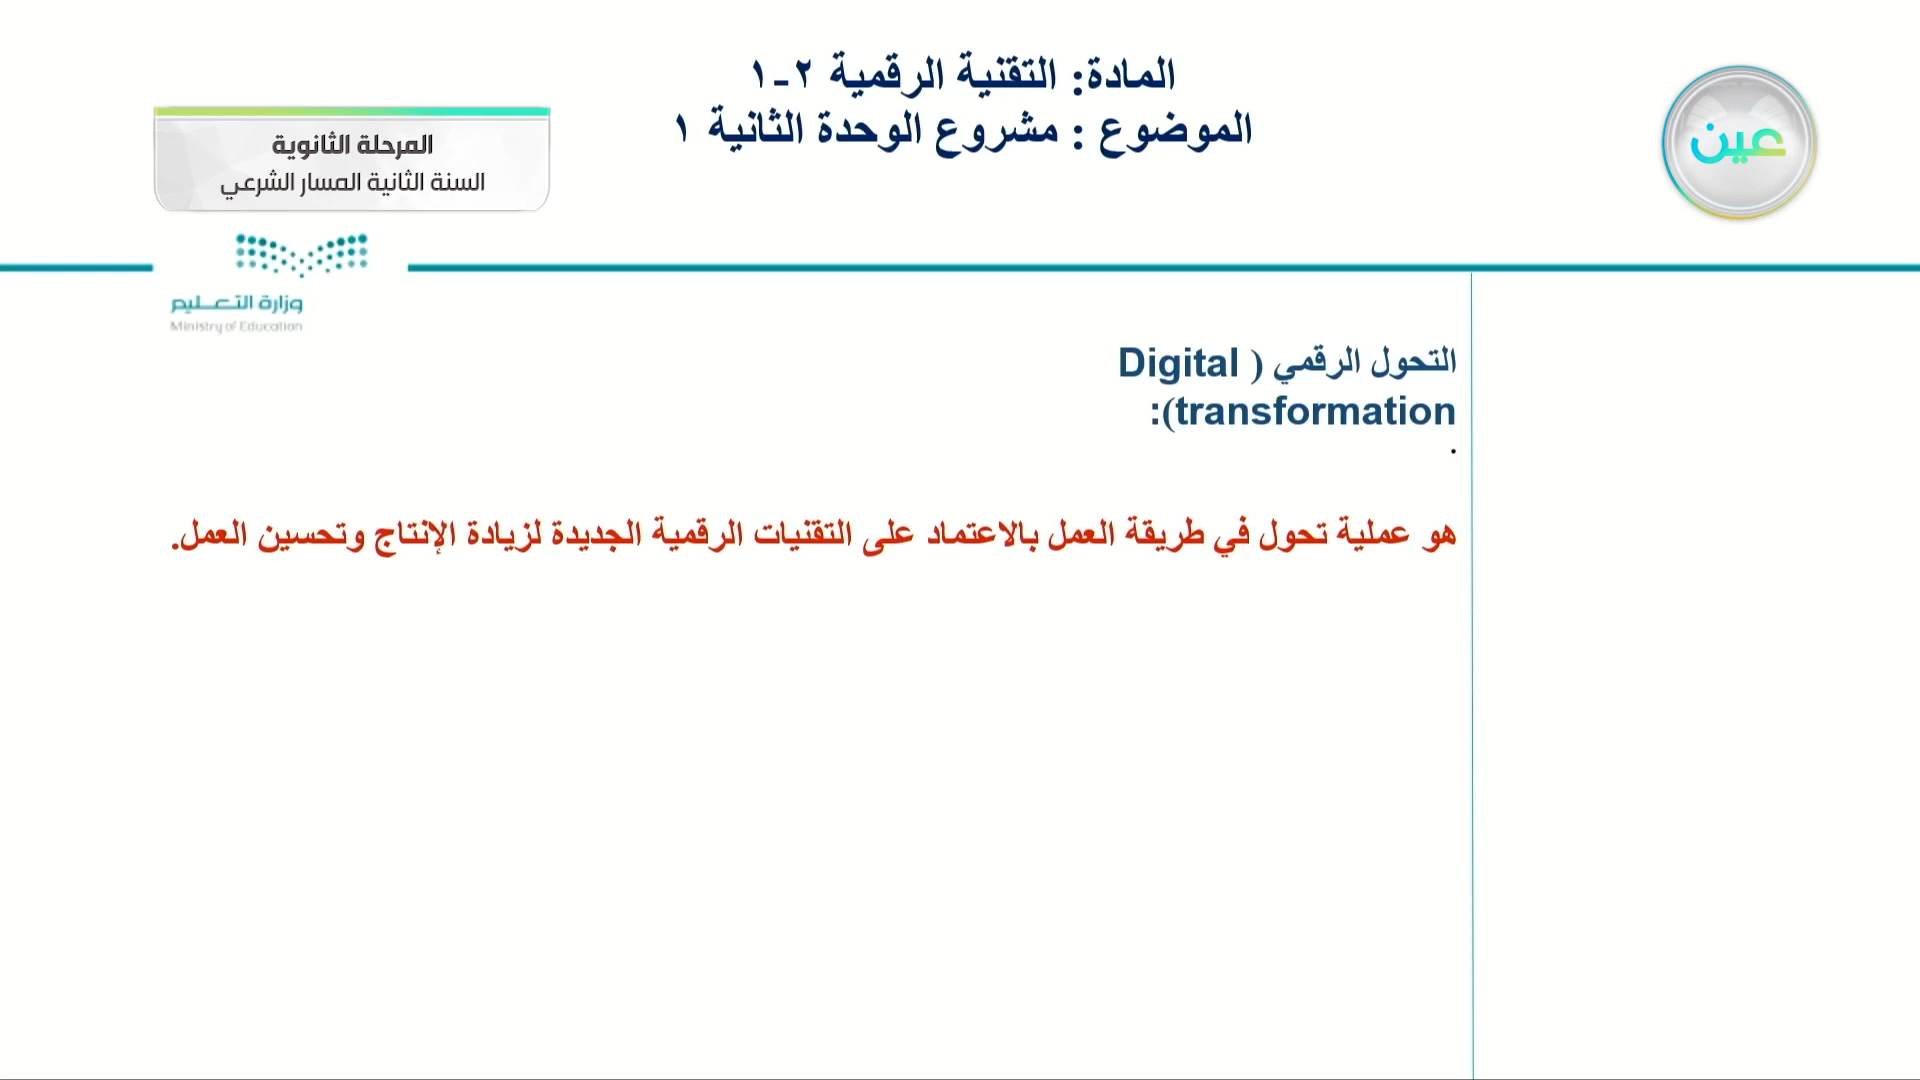 المادة: التقنية الرقمية ٢-١
الموضوع : مشروع الوحدة الثانية ١
عين
المرحلة الثانوية
السنة الثانية المسار الشرعي
وزارة التعليم
Ministry of Education
التحول الرقمي ( Digital
transformation):
.
هو عملية تحول في طريقة العمل بالاعتماد على التقنيات الرقمية الجديدة لزيادة الإنتاج وتحسين العمل.